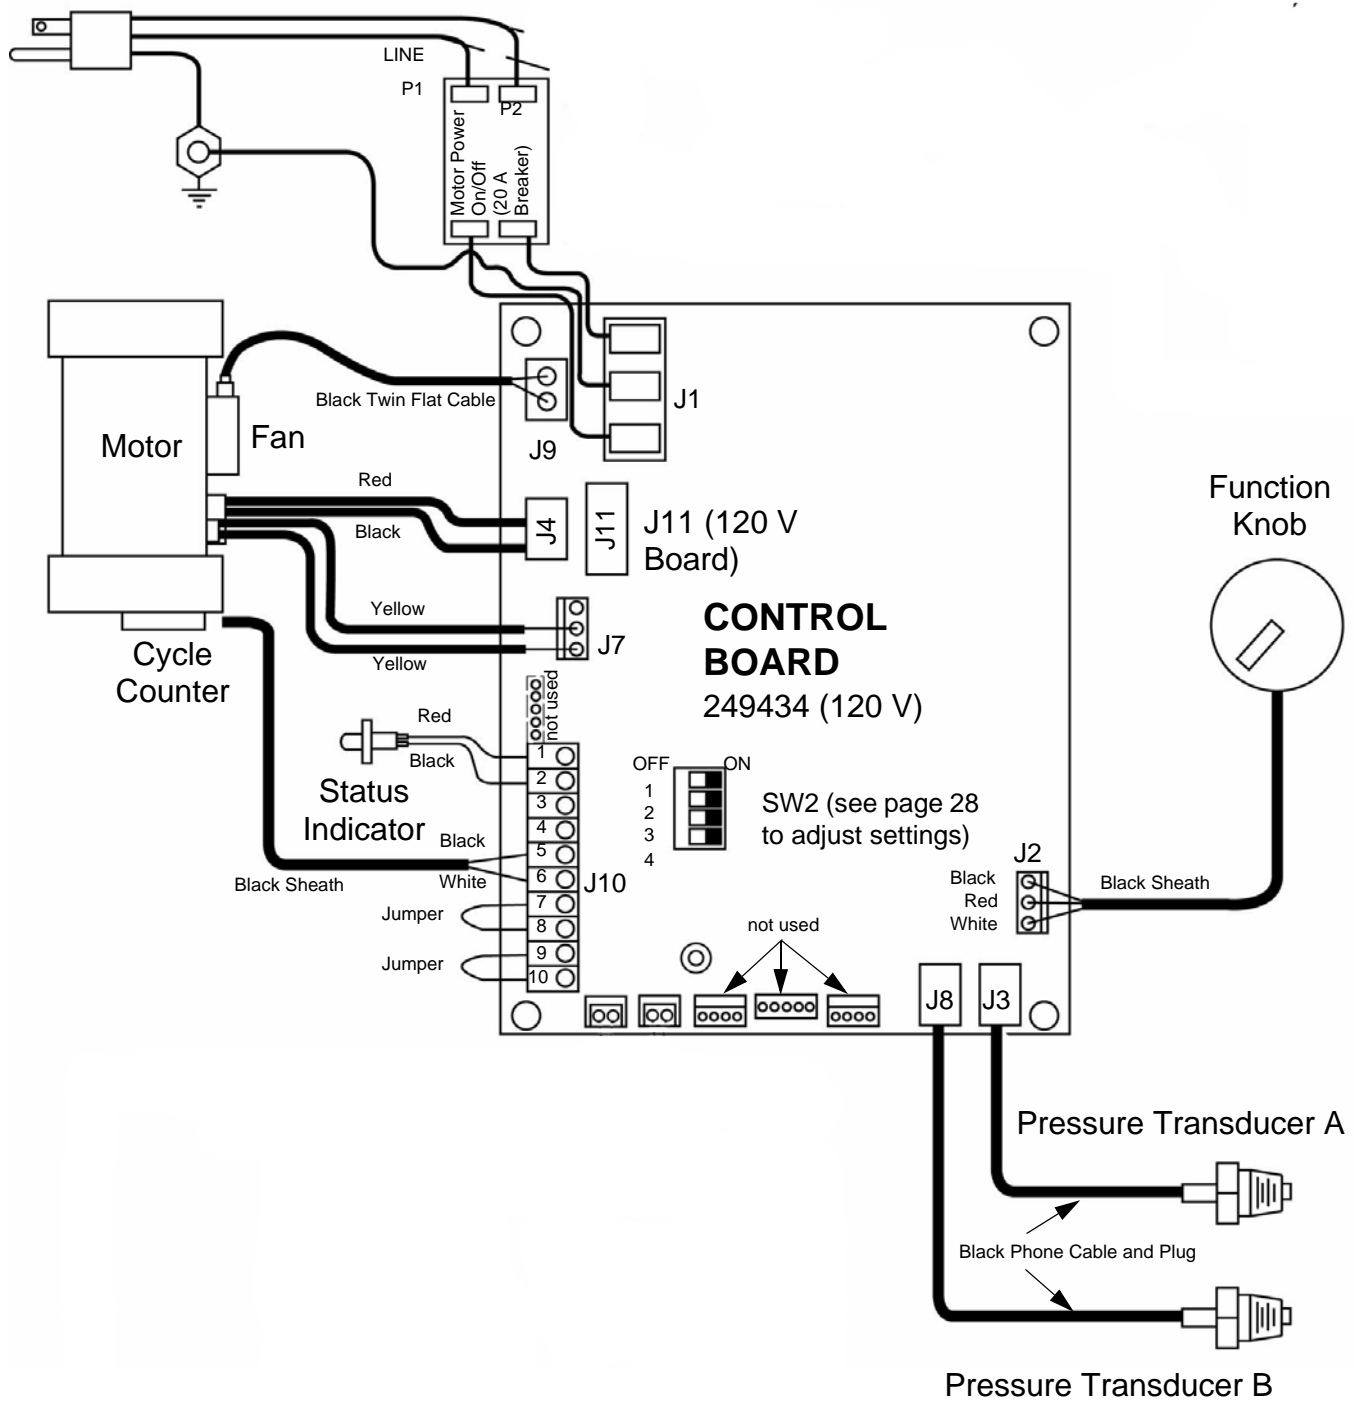 LINE
P1
P2
Motor Power
On/Off
(20 A
Breaker)
Black Twin Flat Cable
J1
J9
Motor
Fan
Red
Black
J4
J11
J11 (120 V
Board)
Function
Knob
CONTROL
BOARD
249434 (120 V)
Yellow
Yellow
J7
Cycle
Counter
not used
Red
Black
Status
Indicator
1
2
3
4
5
6
7
8
9
10
J10
Black
White
Black Sheath
Jumper
Jumper
OFF
ON
1
2
3
4
SW2 (see page 28
to adjust settings)
J2
Black
Red
White
Black Sheath
not used
J8
J3
Pressure Transducer A
Black Phone Cable and Plug
Pressure Transducer B